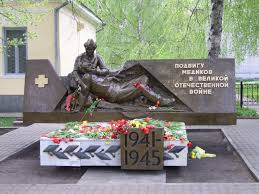 ПОДВИГУ
МЕДИКОВ
В ВЕЛИКОЙ
ОТЕЧЕСТВЕННОЙ
ВОЙНЕ
1941-
1945